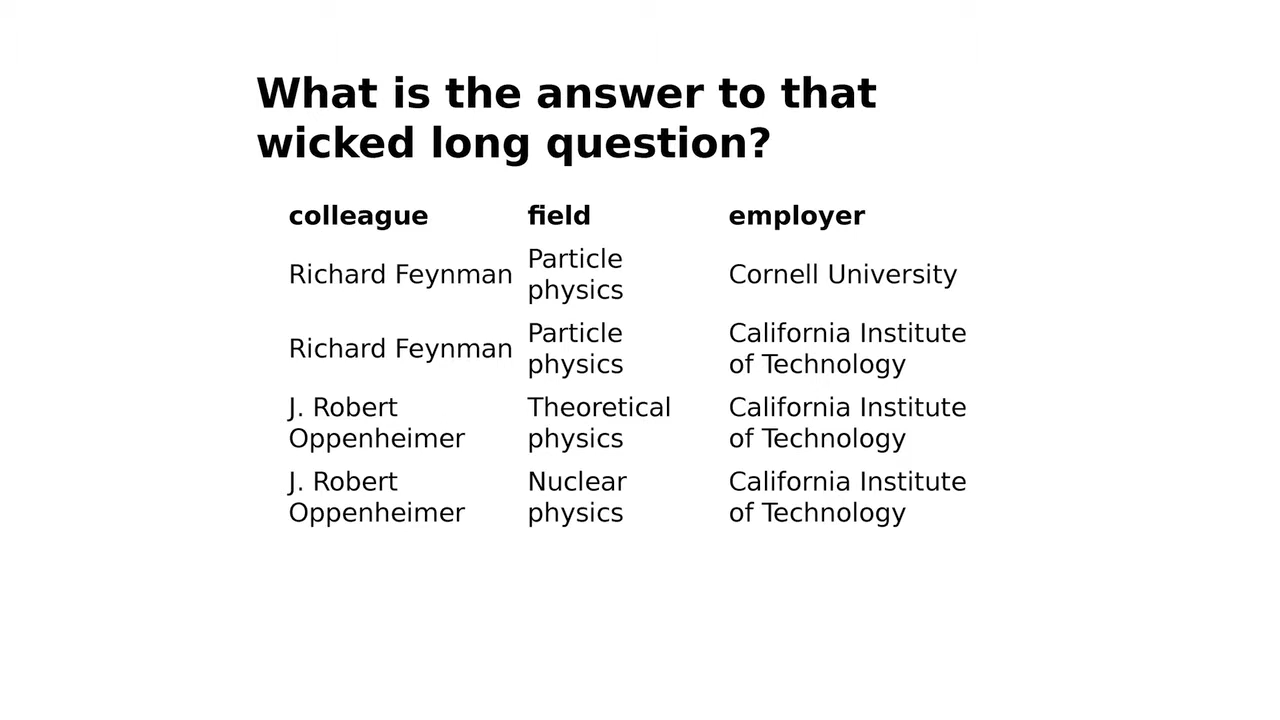 What is the answer to that
wicked long question?
colleague field employer
Richard Feynman Particle physics Cornell University
Richard Feynman Particle physics California Institute of Technology
J. Robert Oppenheimer Theoretical physics California Institute of Technology
J. Robert Oppenheimer Nuclear physics California Institute of Technology